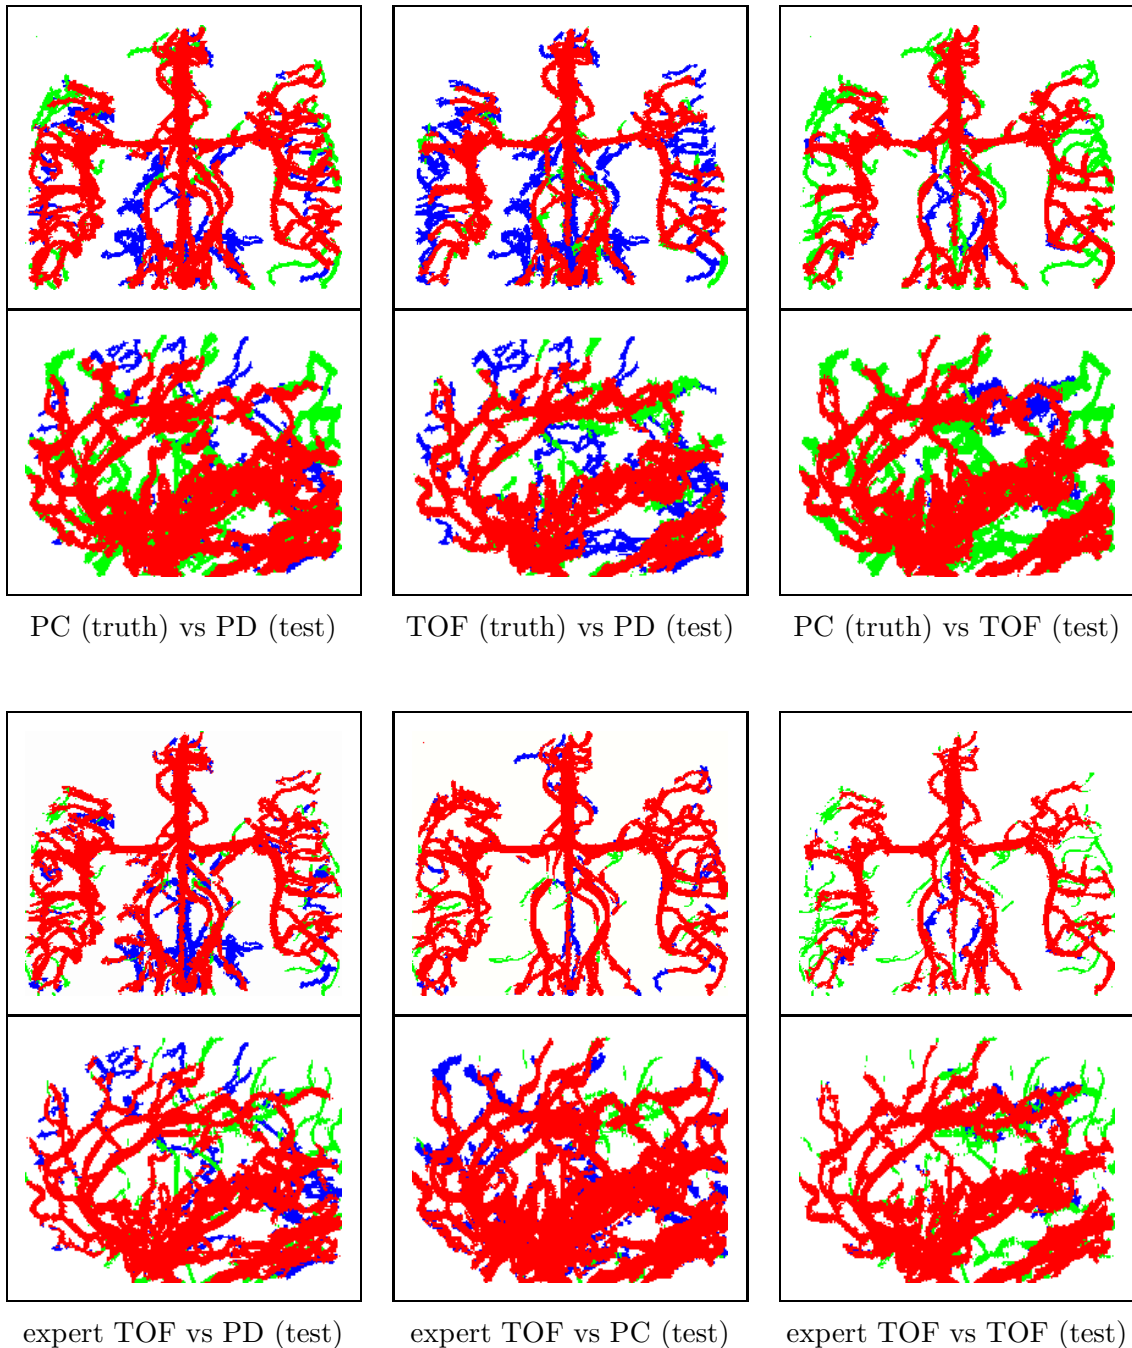 PC (truth) vs PD (test)
TOF (truth) vs PD (test)
PC (truth) vs TOF (test)
expert TOF vs PD (test)
expert TOF vs PC (test)
expert TOF vs TOF (test)